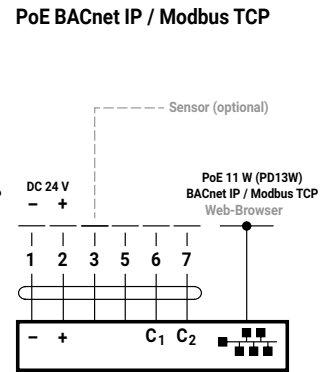 PoE BACnet IP / Modbus TCP
Sensor (optional)
DC 24 V
– +
PoE 11 W (PD13W)
BACnet IP / Modbus TCP
Web-Browser
1 2 3 5 6 7
– + C1 C2